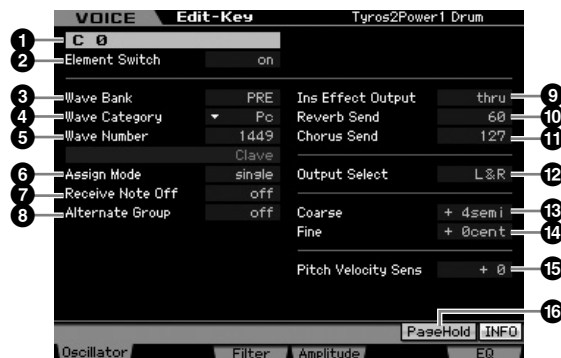 VOICE Edit-Key Tyros2Power1 Drum
1 C 0
2 Element Switch on
3 Wave Bank PRE
4 Wave Category Pc
5 Wave Number 1449
Clave
6 Assign Mode single
7 Receive Note Off off
8 Alternate Group off
Ins Effect Output thru 9
Reverb Send 60 10
Chorus Send 127 11
Output Select L&R 12
Coarse + 4semi 13
Fine + 0cent 14
Pitch Velocity Sens + 0 15
16
PageHold INFO
Oscillator Filter Amplitude EQ